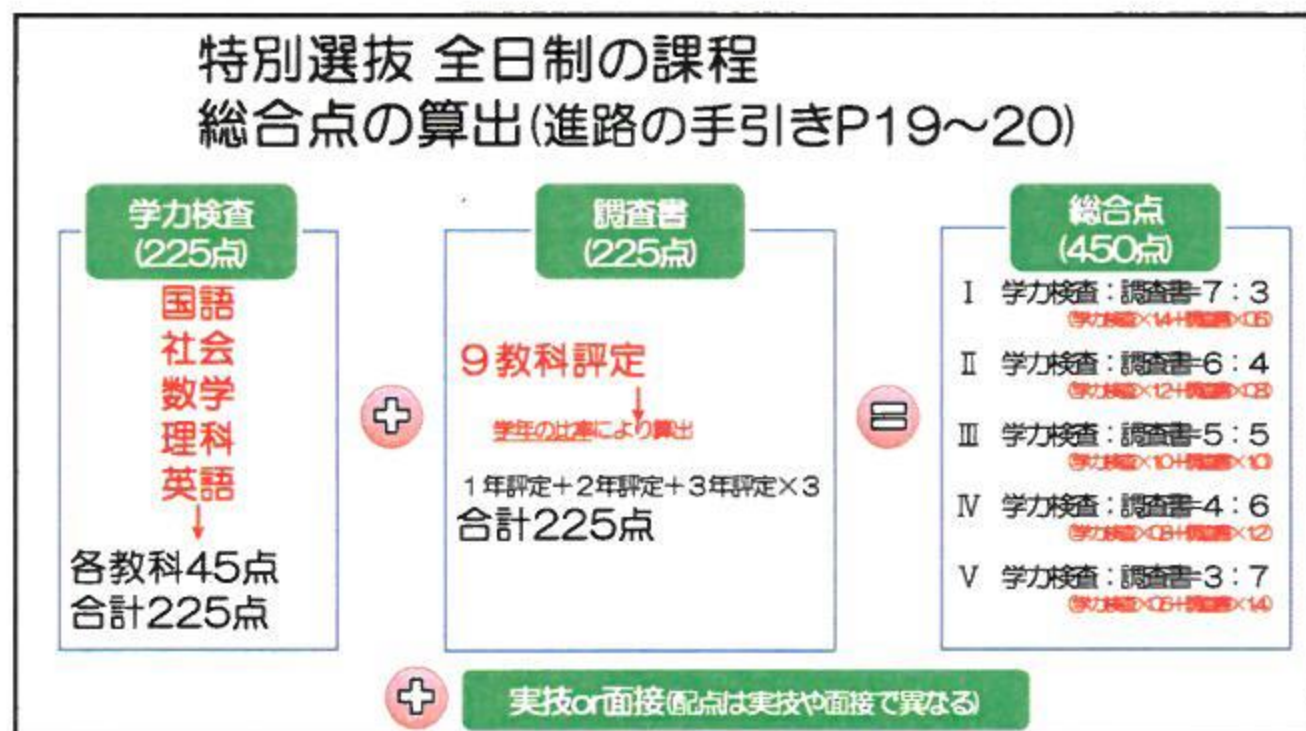 特別選抜 全日制の課程
総合点の算出(進路の手引きP19～20)
学力検査
(225点)
国語
社会
数学
理科
英語
各教科45点
合計225点
調査書
(225点)
9教科評定
学年の比率により算出
1年評定＋2年評定＋3年評定×3
合計225点
総合点
(450点)
Ⅰ 学力検査：調査書=7：3
(学力検査×1.4＋調査書×0.6)
Ⅱ 学力検査：調査書=6：4
(学力検査×1.2＋調査書×0.8)
Ⅲ 学力検査：調査書=5：5
(学力検査×1.0＋調査書×1.0)
Ⅳ 学力検査：調査書=4：6
(学力検査×0.8＋調査書×1.2)
Ⅴ 学力検査：調査書=3：7
(学力検査×0.6＋調査書×1.4)
実技or面接(配点は実技や面接で異なる)